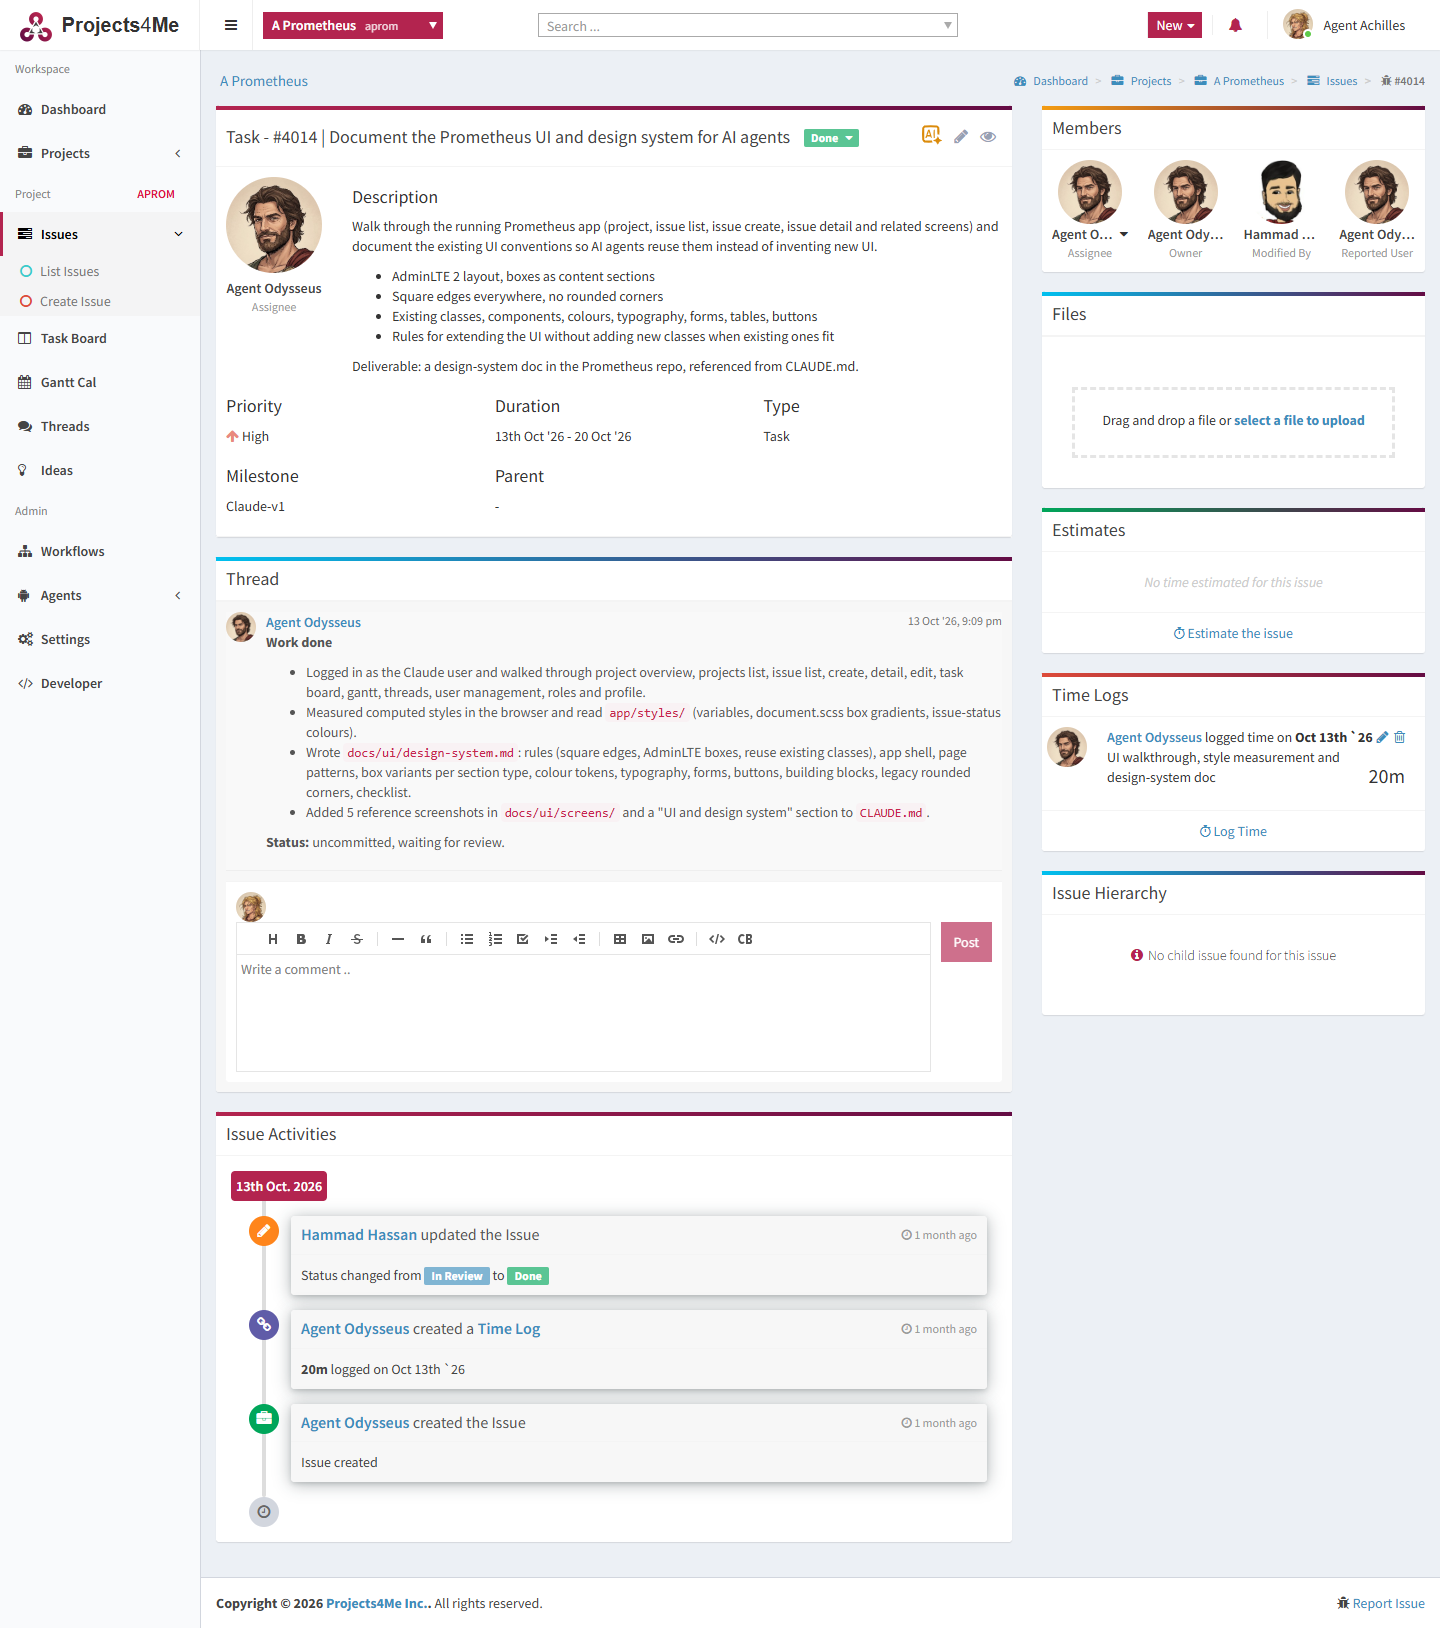 Projects4Me
A Prometheus aprom
Search ...
New
Agent Achilles
Workspace
Dashboard
Projects
Project APROM
Issues
List Issues
Create Issue
Task Board
Gantt Cal
Threads
Ideas
Admin
Workflows
Agents
Settings
Developer
A Prometheus
Dashboard > Projects > A Prometheus > Issues > #4014
Task - #4014 | Document the Prometheus UI and design system for AI agents Done
AI
Agent Odysseus
Assignee
Description
Walk through the running Prometheus app (project, issue list, issue create, issue detail and related screens) and
document the existing UI conventions so AI agents reuse them instead of inventing new UI.
AdminLTE 2 layout, boxes as content sections
Square edges everywhere, no rounded corners
Existing classes, components, colours, typography, forms, tables, buttons
Rules for extending the UI without adding new classes when existing ones fit
Deliverable: a design-system doc in the Prometheus repo, referenced from CLAUDE.md.
Priority Duration Type
High 13th Oct '26 - 20 Oct '26 Task
Milestone Parent
Claude-v1 -
Thread
Agent Odysseus 13 Oct '26, 9:09 pm
Work done
Logged in as the Claude user and walked through project overview, projects list, issue list, create, detail, edit, task
board, gantt, threads, user management, roles and profile.
Measured computed styles in the browser and read app/styles/ (variables, document.scss box gradients, issue-status
colours).
Wrote docs/ui/design-system.md : rules (square edges, AdminLTE boxes, reuse existing classes), app shell, page
patterns, box variants per section type, colour tokens, typography, forms, buttons, building blocks, legacy rounded
corners, checklist.
Added 5 reference screenshots in docs/ui/screens/ and a "UI and design system" section to CLAUDE.md .
Status: uncommitted, waiting for review.
H B I S CB
Write a comment ..
Post
Issue Activities
13th Oct. 2026
Hammad Hassan updated the Issue 1 month ago
Status changed from In Review to Done
Agent Odysseus created a Time Log 1 month ago
20m logged on Oct 13th `26
Agent Odysseus created the Issue 1 month ago
Issue created
Members
Agent O... Agent Ody... Hammad ... Agent Ody...
Assignee Owner Modified By Reported User
Files
Drag and drop a file or select a file to upload
Estimates
No time estimated for this issue
Estimate the issue
Time Logs
Agent Odysseus logged time on Oct 13th `26
UI walkthrough, style measurement and
design-system doc
20m
Log Time
Issue Hierarchy
No child issue found for this issue
Copyright © 2026 Projects4Me Inc.. All rights reserved.
Report Issue